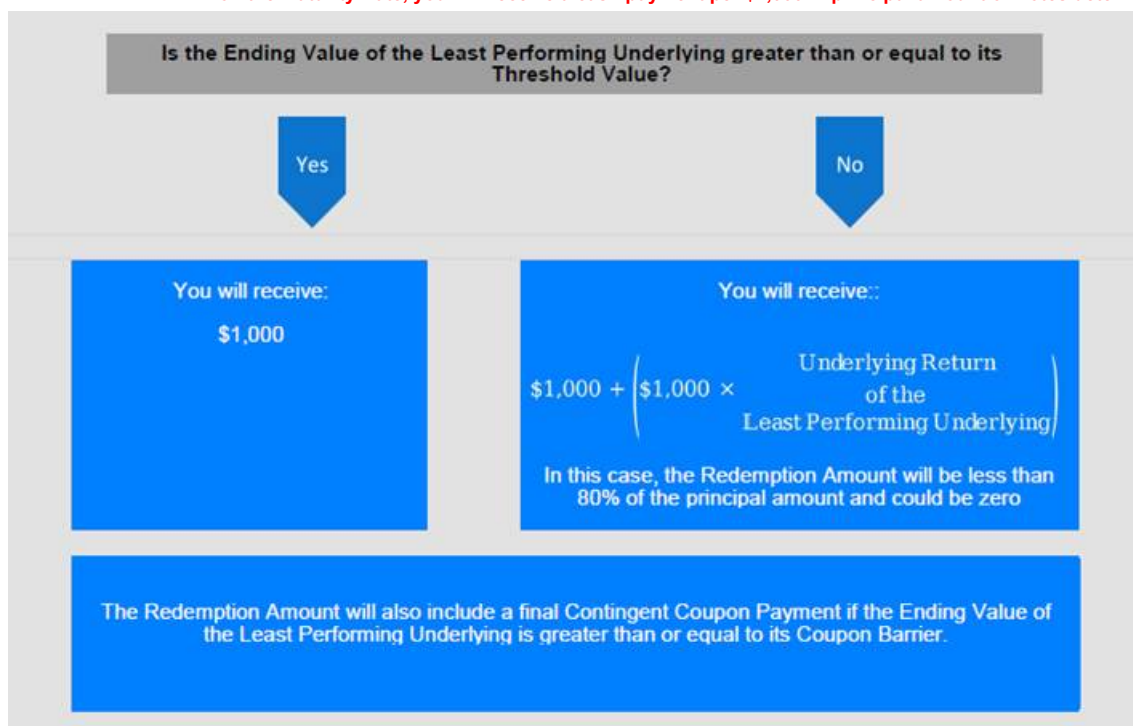 Is the Ending Value of the Least Performing Underlying greater than or equal to its
Threshold Value?
Yes
No
You will receive:
$1,000
You will receive::
$1,000 + ($1,000 × Underlying Return
of the
Least Performing Underlying)
In this case, the Redemption Amount will be less than
80% of the principal amount and could be zero
The Redemption Amount will also include a final Contingent Coupon Payment if the Ending Value of
the Least Performing Underlying is greater than or equal to its Coupon Barrier.